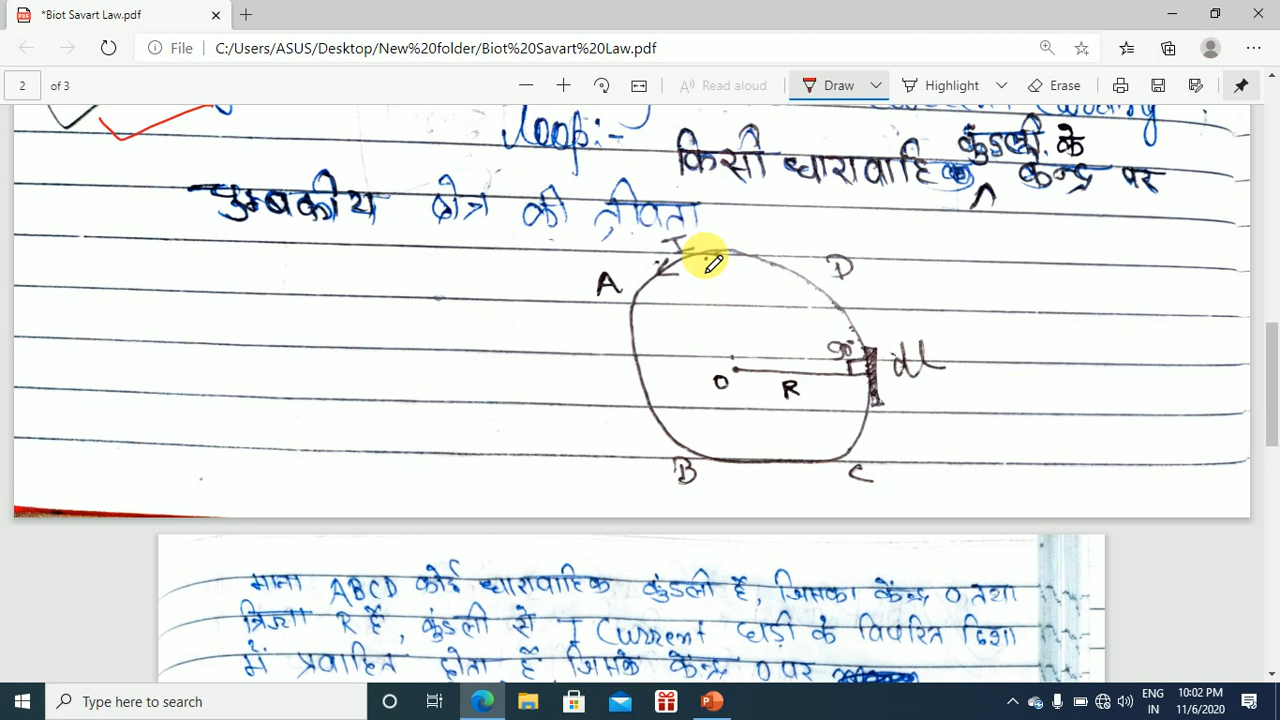 *Biot Savart Law.pdf
File C:/Users/ASUS/Desktop/New%20folder/Biot%20Savart%20Law.pdf
2 of 3 Read aloud Draw Highlight Erase
loop:-
किसी धारावाहिक कुंडली के केन्द्र पर
चुम्बकीय क्षेत्र की तीव्रता
I
A D
90° dl
O R
B C
माना ABCD कोई धारावाहिक कुंडली है, जिसका केंन्द्र O तथा
त्रिज्या R है, कुंडली से I Current घड़ी के विपरित दिशा
में प्रवाहित होता है जिसके केन्द्र O पर
Type here to search
ENG
IN
10:02 PM
11/6/2020